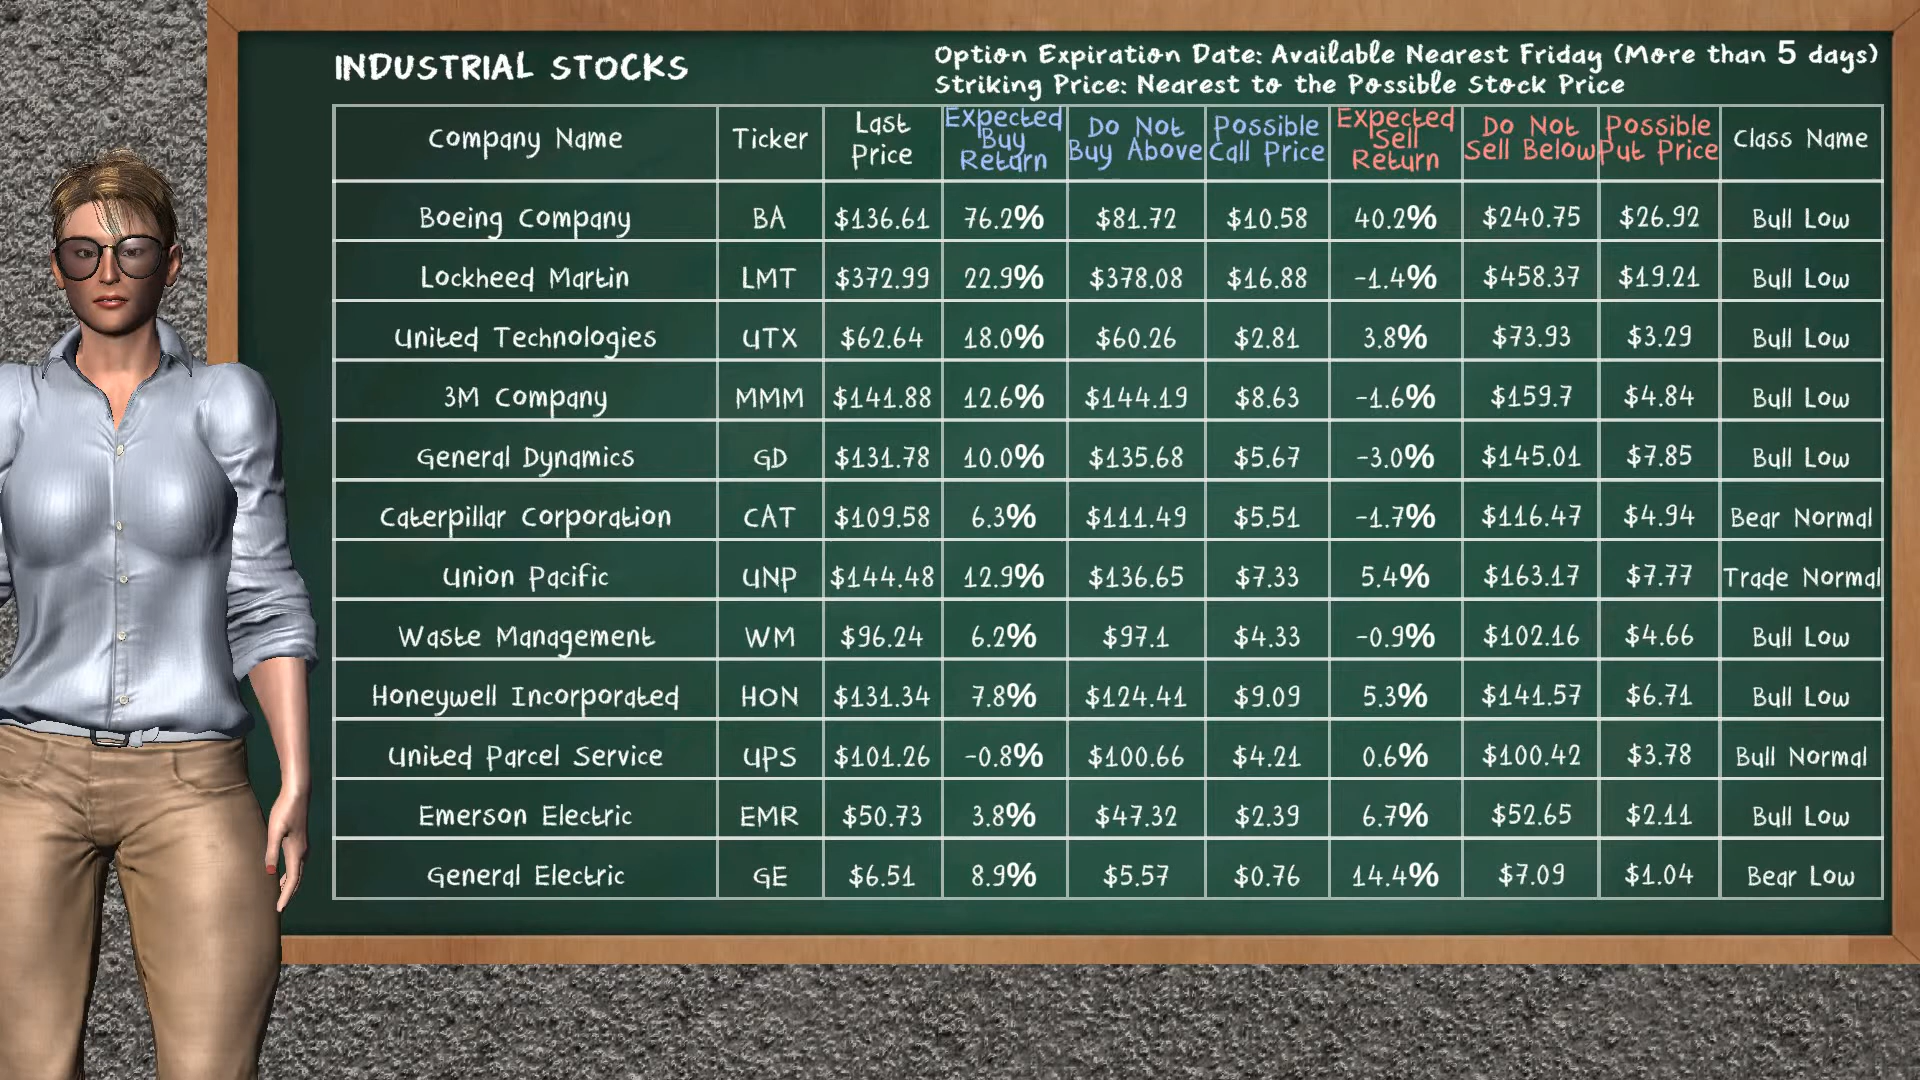 INDUSTRIAL STOCKS
Option Expiration Date: Available Nearest Friday (More than 5 days)
Striking Price: Nearest to the Possible Stock Price
Company Name Ticker Last Price Expected Buy Return Do Not Buy Above Possible Call Price Expected Sell Return Do Not Sell Below Possible Put Price Class Name
Boeing Company BA $136.61 76.2% $81.72 $10.58 40.2% $240.75 $26.92 Bull Low
Lockheed Martin LMT $372.99 22.9% $378.08 $16.88 -1.4% $458.37 $19.21 Bull Low
United Technologies UTX $62.64 18.0% $60.26 $2.81 3.8% $73.93 $3.29 Bull Low
3M Company MMM $141.88 12.6% $144.19 $8.63 -1.6% $159.7 $4.84 Bull Low
General Dynamics GD $131.78 10.0% $135.68 $5.67 -3.0% $145.01 $7.85 Bull Low
Caterpillar Corporation CAT $109.58 6.3% $111.49 $5.51 -1.7% $116.47 $4.94 Bear Normal
Union Pacific UNP $144.48 12.9% $136.65 $7.33 5.4% $163.17 $7.77 Trade Normal
Waste Management WM $96.24 6.2% $97.1 $4.33 -0.9% $102.16 $4.66 Bull Low
Honeywell Incorporated HON $131.34 7.8% $124.41 $9.09 5.3% $141.57 $6.71 Bull Low
United Parcel Service UPS $101.26 -0.8% $100.66 $4.21 0.6% $100.42 $3.78 Bull Normal
Emerson Electric EMR $50.73 3.8% $47.32 $2.39 6.7% $52.65 $2.11 Bull Low
General Electric GE $6.51 8.9% $5.57 $0.76 14.4% $7.09 $1.04 Bear Low